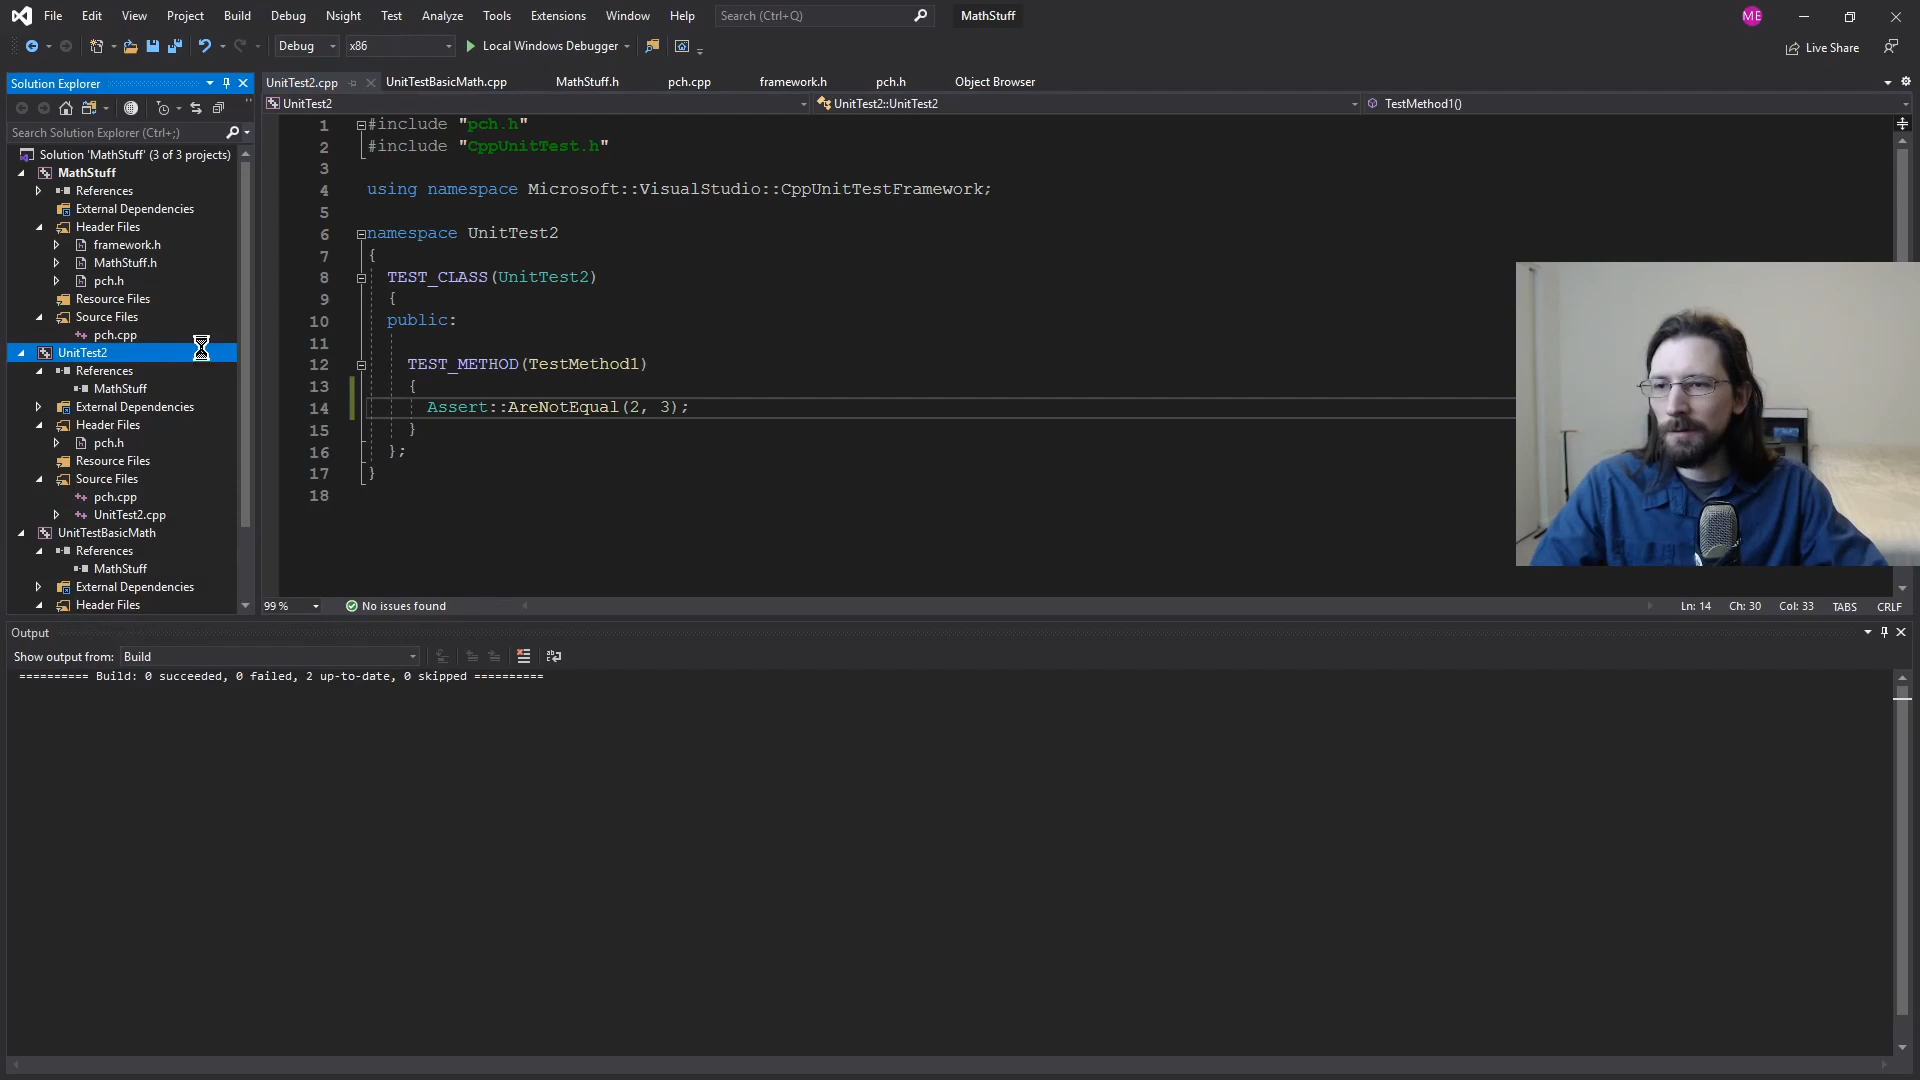 File Edit View Project Build Debug Nsight Test Analyze Tools Extensions Window Help Search (Ctrl+Q) MathStuff ME
Debug x86 Local Windows Debugger Live Share
Solution Explorer
Search Solution Explorer (Ctrl+;)
Solution 'MathStuff' (3 of 3 projects)
MathStuff
References
External Dependencies
Header Files
framework.h
MathStuff.h
pch.h
Resource Files
Source Files
pch.cpp
UnitTest2
References
MathStuff
External Dependencies
Header Files
pch.h
Resource Files
Source Files
pch.cpp
UnitTest2.cpp
UnitTestBasicMath
References
MathStuff
External Dependencies
Header Files
UnitTest2.cpp UnitTestBasicMath.cpp MathStuff.h pch.cpp framework.h pch.h Object Browser
UnitTest2 UnitTest2::UnitTest2 TestMethod1()
1 #include "pch.h"
2 #include "CppUnitTest.h"
3
4 using namespace Microsoft::VisualStudio::CppUnitTestFramework;
5
6 namespace UnitTest2
7 {
8 TEST_CLASS(UnitTest2)
9 {
10 public:
11
12 TEST_METHOD(TestMethod1)
13 {
14 Assert::AreNotEqual(2, 3);
15 }
16 };
17 }
18
99 % No issues found Ln: 14 Ch: 30 Col: 33 TABS CRLF
Output
Show output from: Build
========== Build: 0 succeeded, 0 failed, 2 up-to-date, 0 skipped ==========